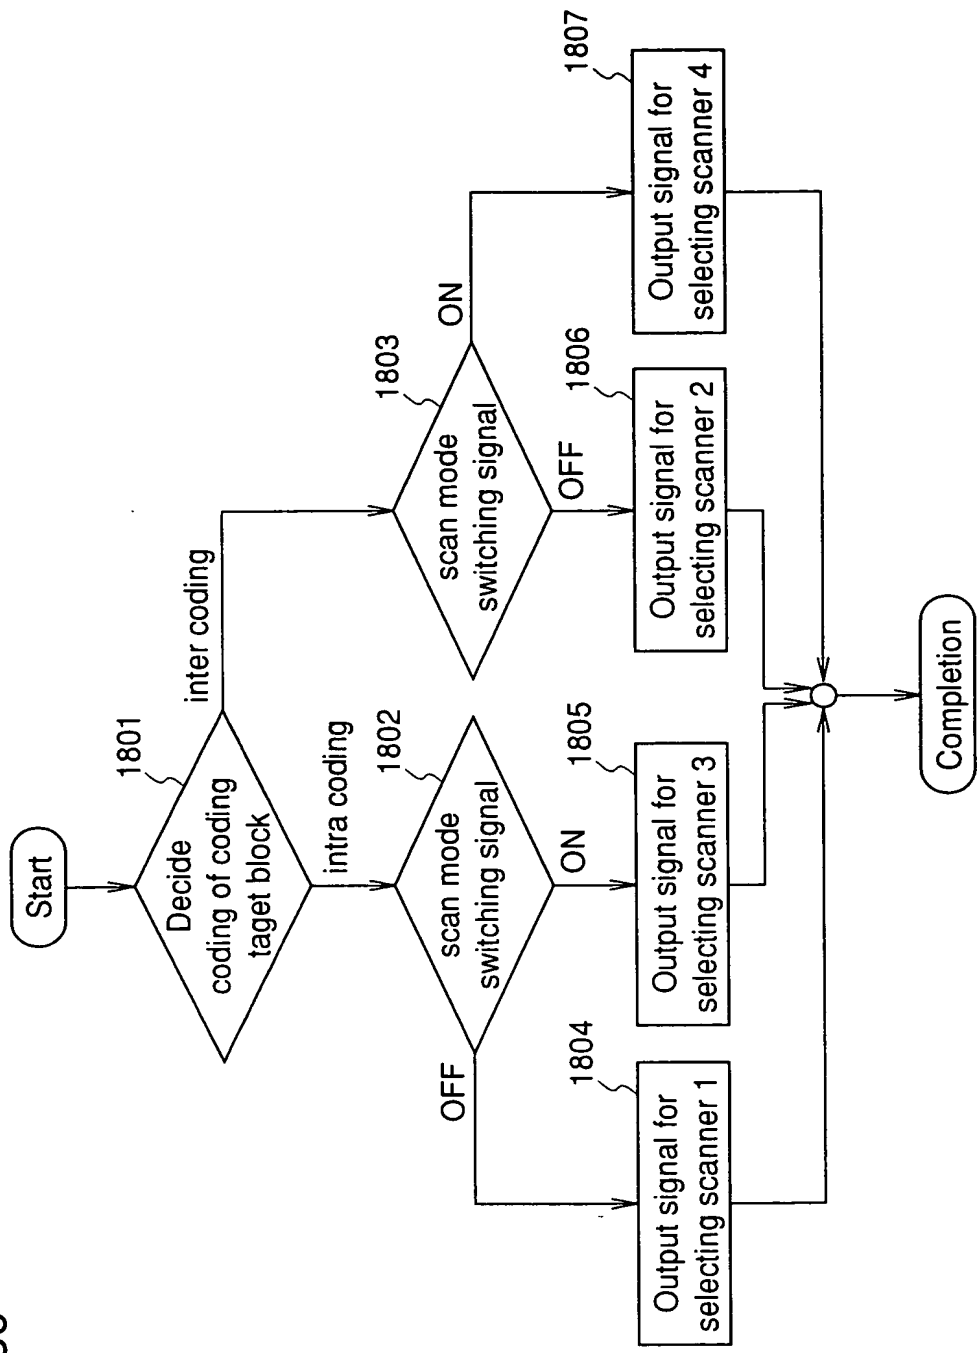 Start
1801
Decide
coding of coding
taget block
inter coding
intra coding
1802
scan mode
switching signal
OFF
ON
1803
scan mode
switching signal
ON
OFF
1804
Output signal for
selecting scanner 1
1805
Output signal for
selecting scanner 3
1806
Output signal for
selecting scanner 2
1807
Output signal for
selecting scanner 4
Completion